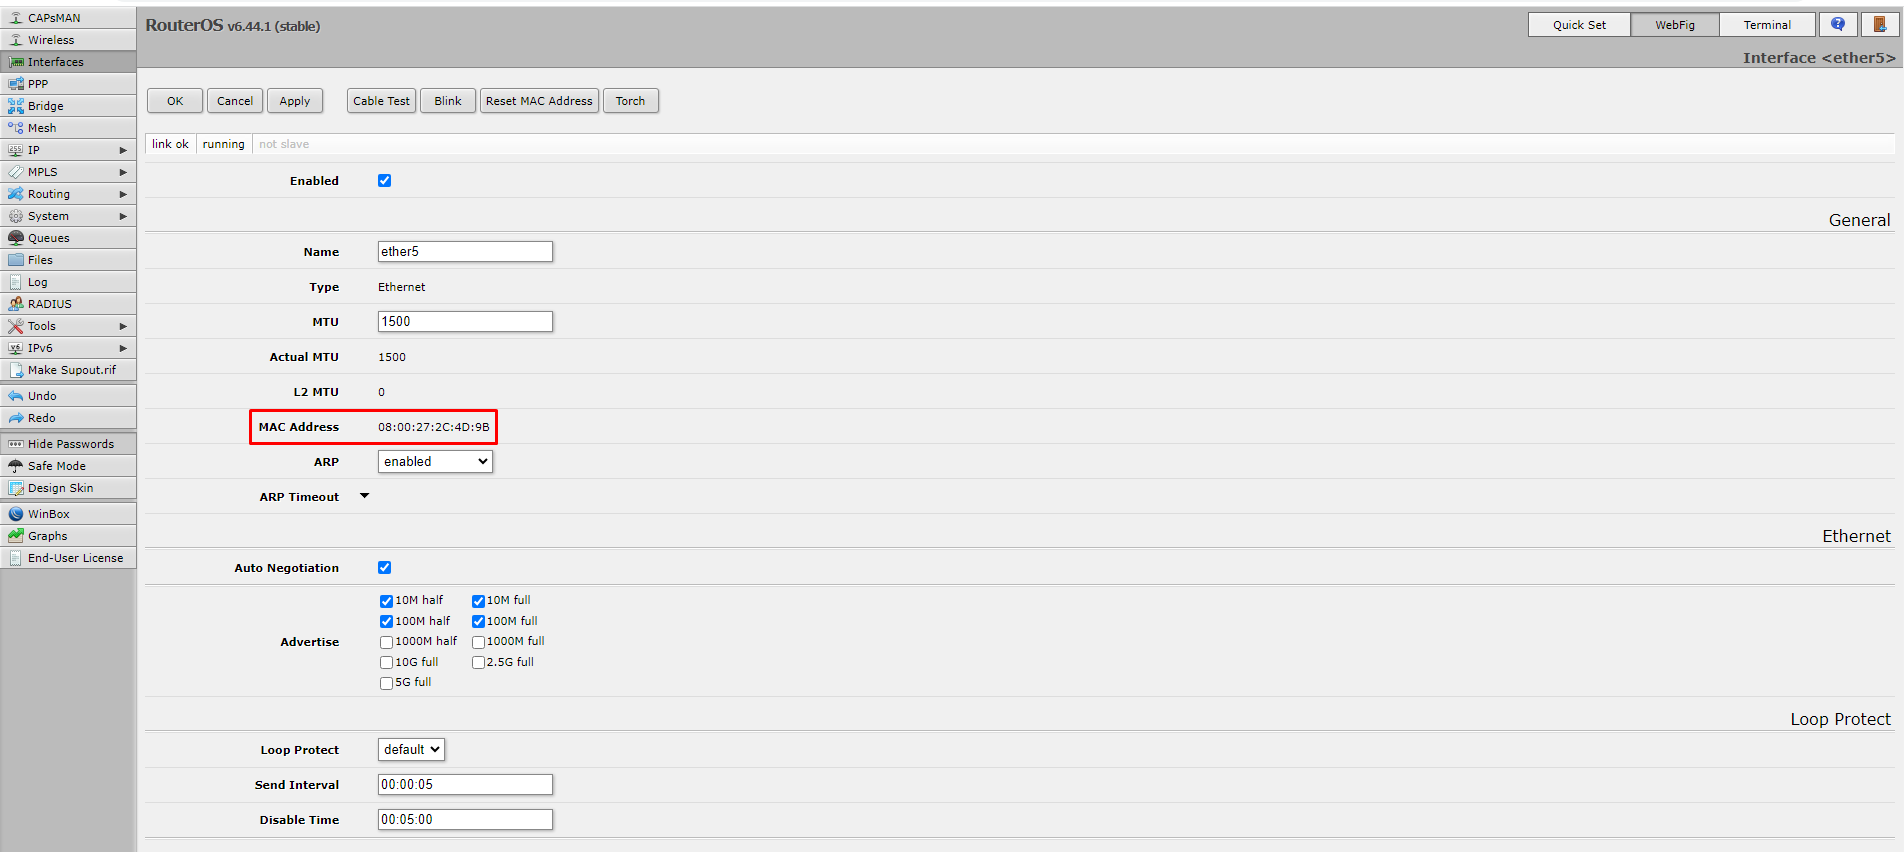 RouterOS v6.44.1 (stable)
Quick Set
WebFig
Terminal
Interface <ether5>
CAPsMAN
Wireless
Interfaces
PPP
Bridge
Mesh
IP
MPLS
Routing
System
Queues
Files
Log
RADIUS
Tools
IPv6
Make Supout.rif
Undo
Redo
Hide Passwords
Safe Mode
Design Skin
WinBox
Graphs
End-User License
OK
Cancel
Apply
Cable Test
Blink
Reset MAC Address
Torch
link ok
running
not slave
Enabled
General
Name ether5
Type Ethernet
MTU 1500
Actual MTU 1500
L2 MTU 0
MAC Address 08:00:27:2C:4D:9B
ARP enabled
ARP Timeout
Ethernet
Auto Negotiation
Advertise
10M half 10M full
100M half 100M full
1000M half 1000M full
10G full 2.5G full
5G full
Loop Protect
Loop Protect default
Send Interval 00:00:05
Disable Time 00:05:00